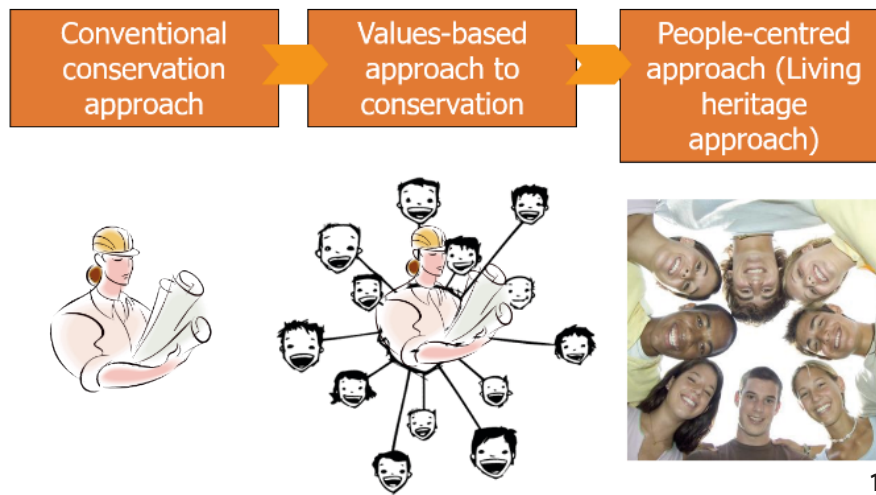 Conventional
conservation
approach
Values-based
approach to
conservation
People-centred
approach (Living
heritage
approach)
1